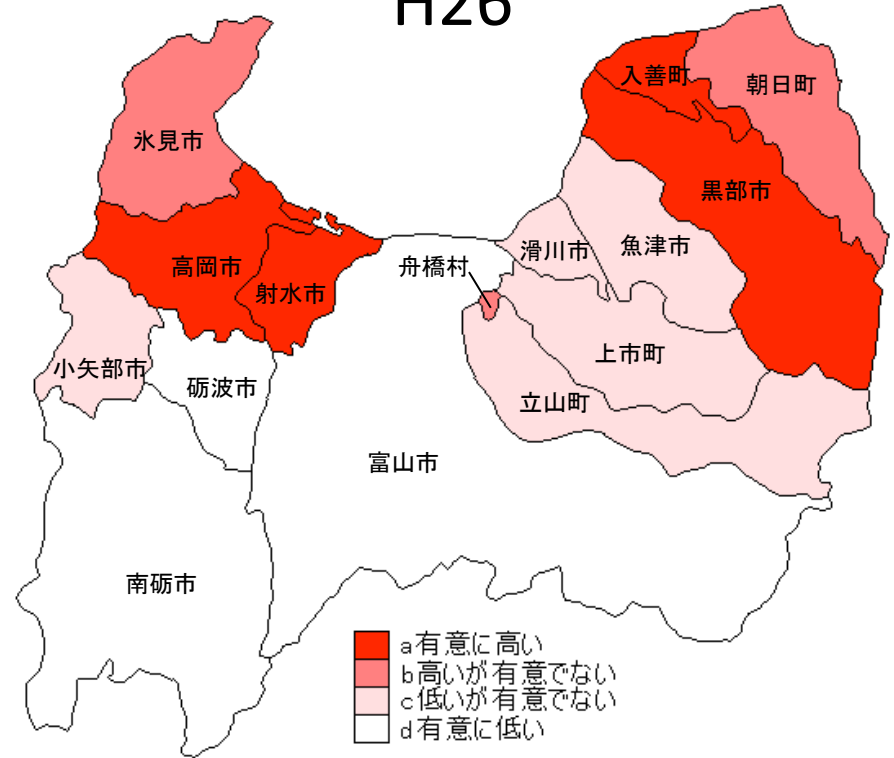 H26
入善町
朝日町
氷見市
黒部市
高岡市
射水市
舟橋村
滑川市
魚津市
小矢部市
砺波市
上市町
立山町
富山市
南砺市
a有意に高い
b高いが有意でない
c低いが有意でない
d有意に低い